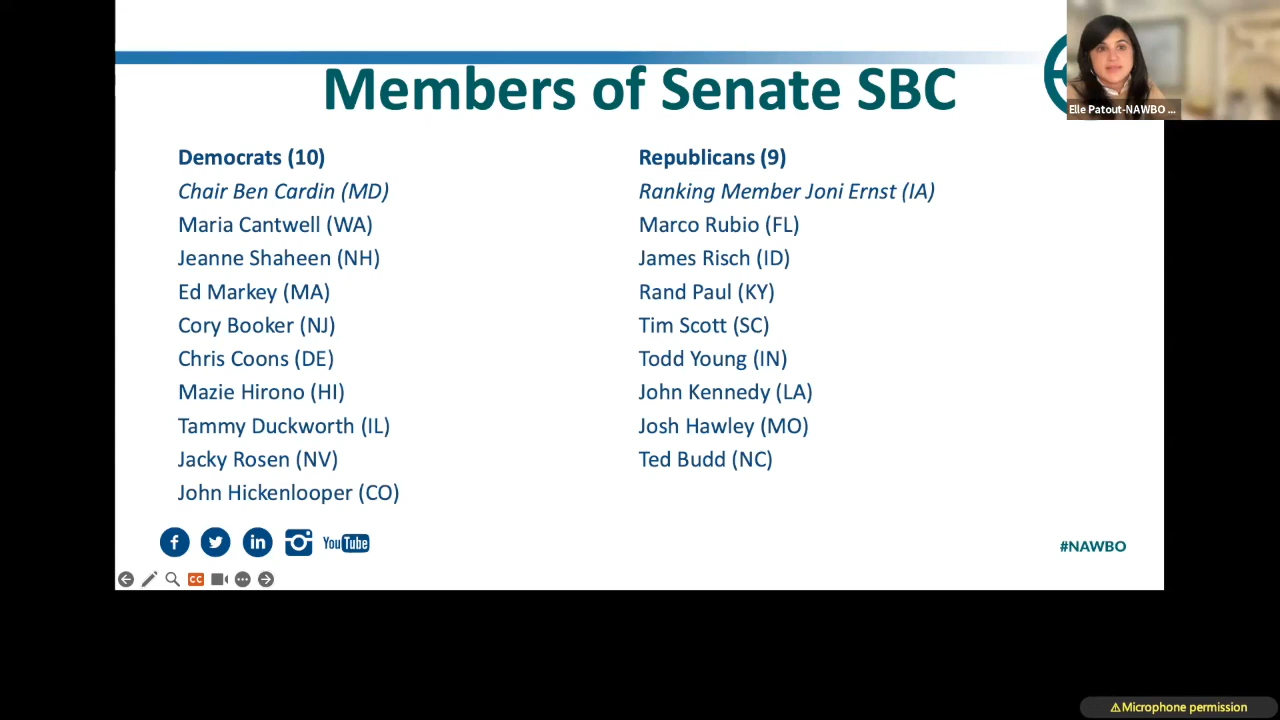 Members of Senate SBC
Elle Patout-NAWBO ...
Democrats (10)
Chair Ben Cardin (MD)
Maria Cantwell (WA)
Jeanne Shaheen (NH)
Ed Markey (MA)
Cory Booker (NJ)
Chris Coons (DE)
Mazie Hirono (HI)
Tammy Duckworth (IL)
Jacky Rosen (NV)
John Hickenlooper (CO)
Republicans (9)
Ranking Member Joni Ernst (IA)
Marco Rubio (FL)
James Risch (ID)
Rand Paul (KY)
Tim Scott (SC)
Todd Young (IN)
John Kennedy (LA)
Josh Hawley (MO)
Ted Budd (NC)
f
in
YouTube
#NAWBO
CC
⚠Microphone permission